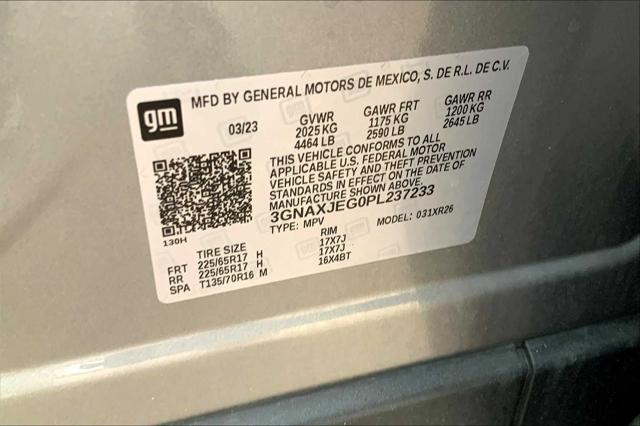 gm
MFD BY GENERAL MOTORS DE MEXICO, S. DE R.L. DE C.V.
03/23 GVWR GAWR FRT GAWR RR
2025 KG 1175 KG 1200 KG
4464 LB 2590 LB 2645 LB
THIS VEHICLE CONFORMS TO ALL
APPLICABLE U.S. FEDERAL MOTOR
VEHICLE SAFETY AND THEFT PREVENTION
STANDARDS IN EFFECT ON THE DATE OF
MANUFACTURE SHOWN ABOVE.
3GNAXJEG0PL237233
130H TYPE: MPV MODEL: 031XR26
TIRE SIZE RIM
FRT 225/65R17 H 17X7J
RR 225/65R17 H 17X7J
SPA T135/70R16 M 16X4BT